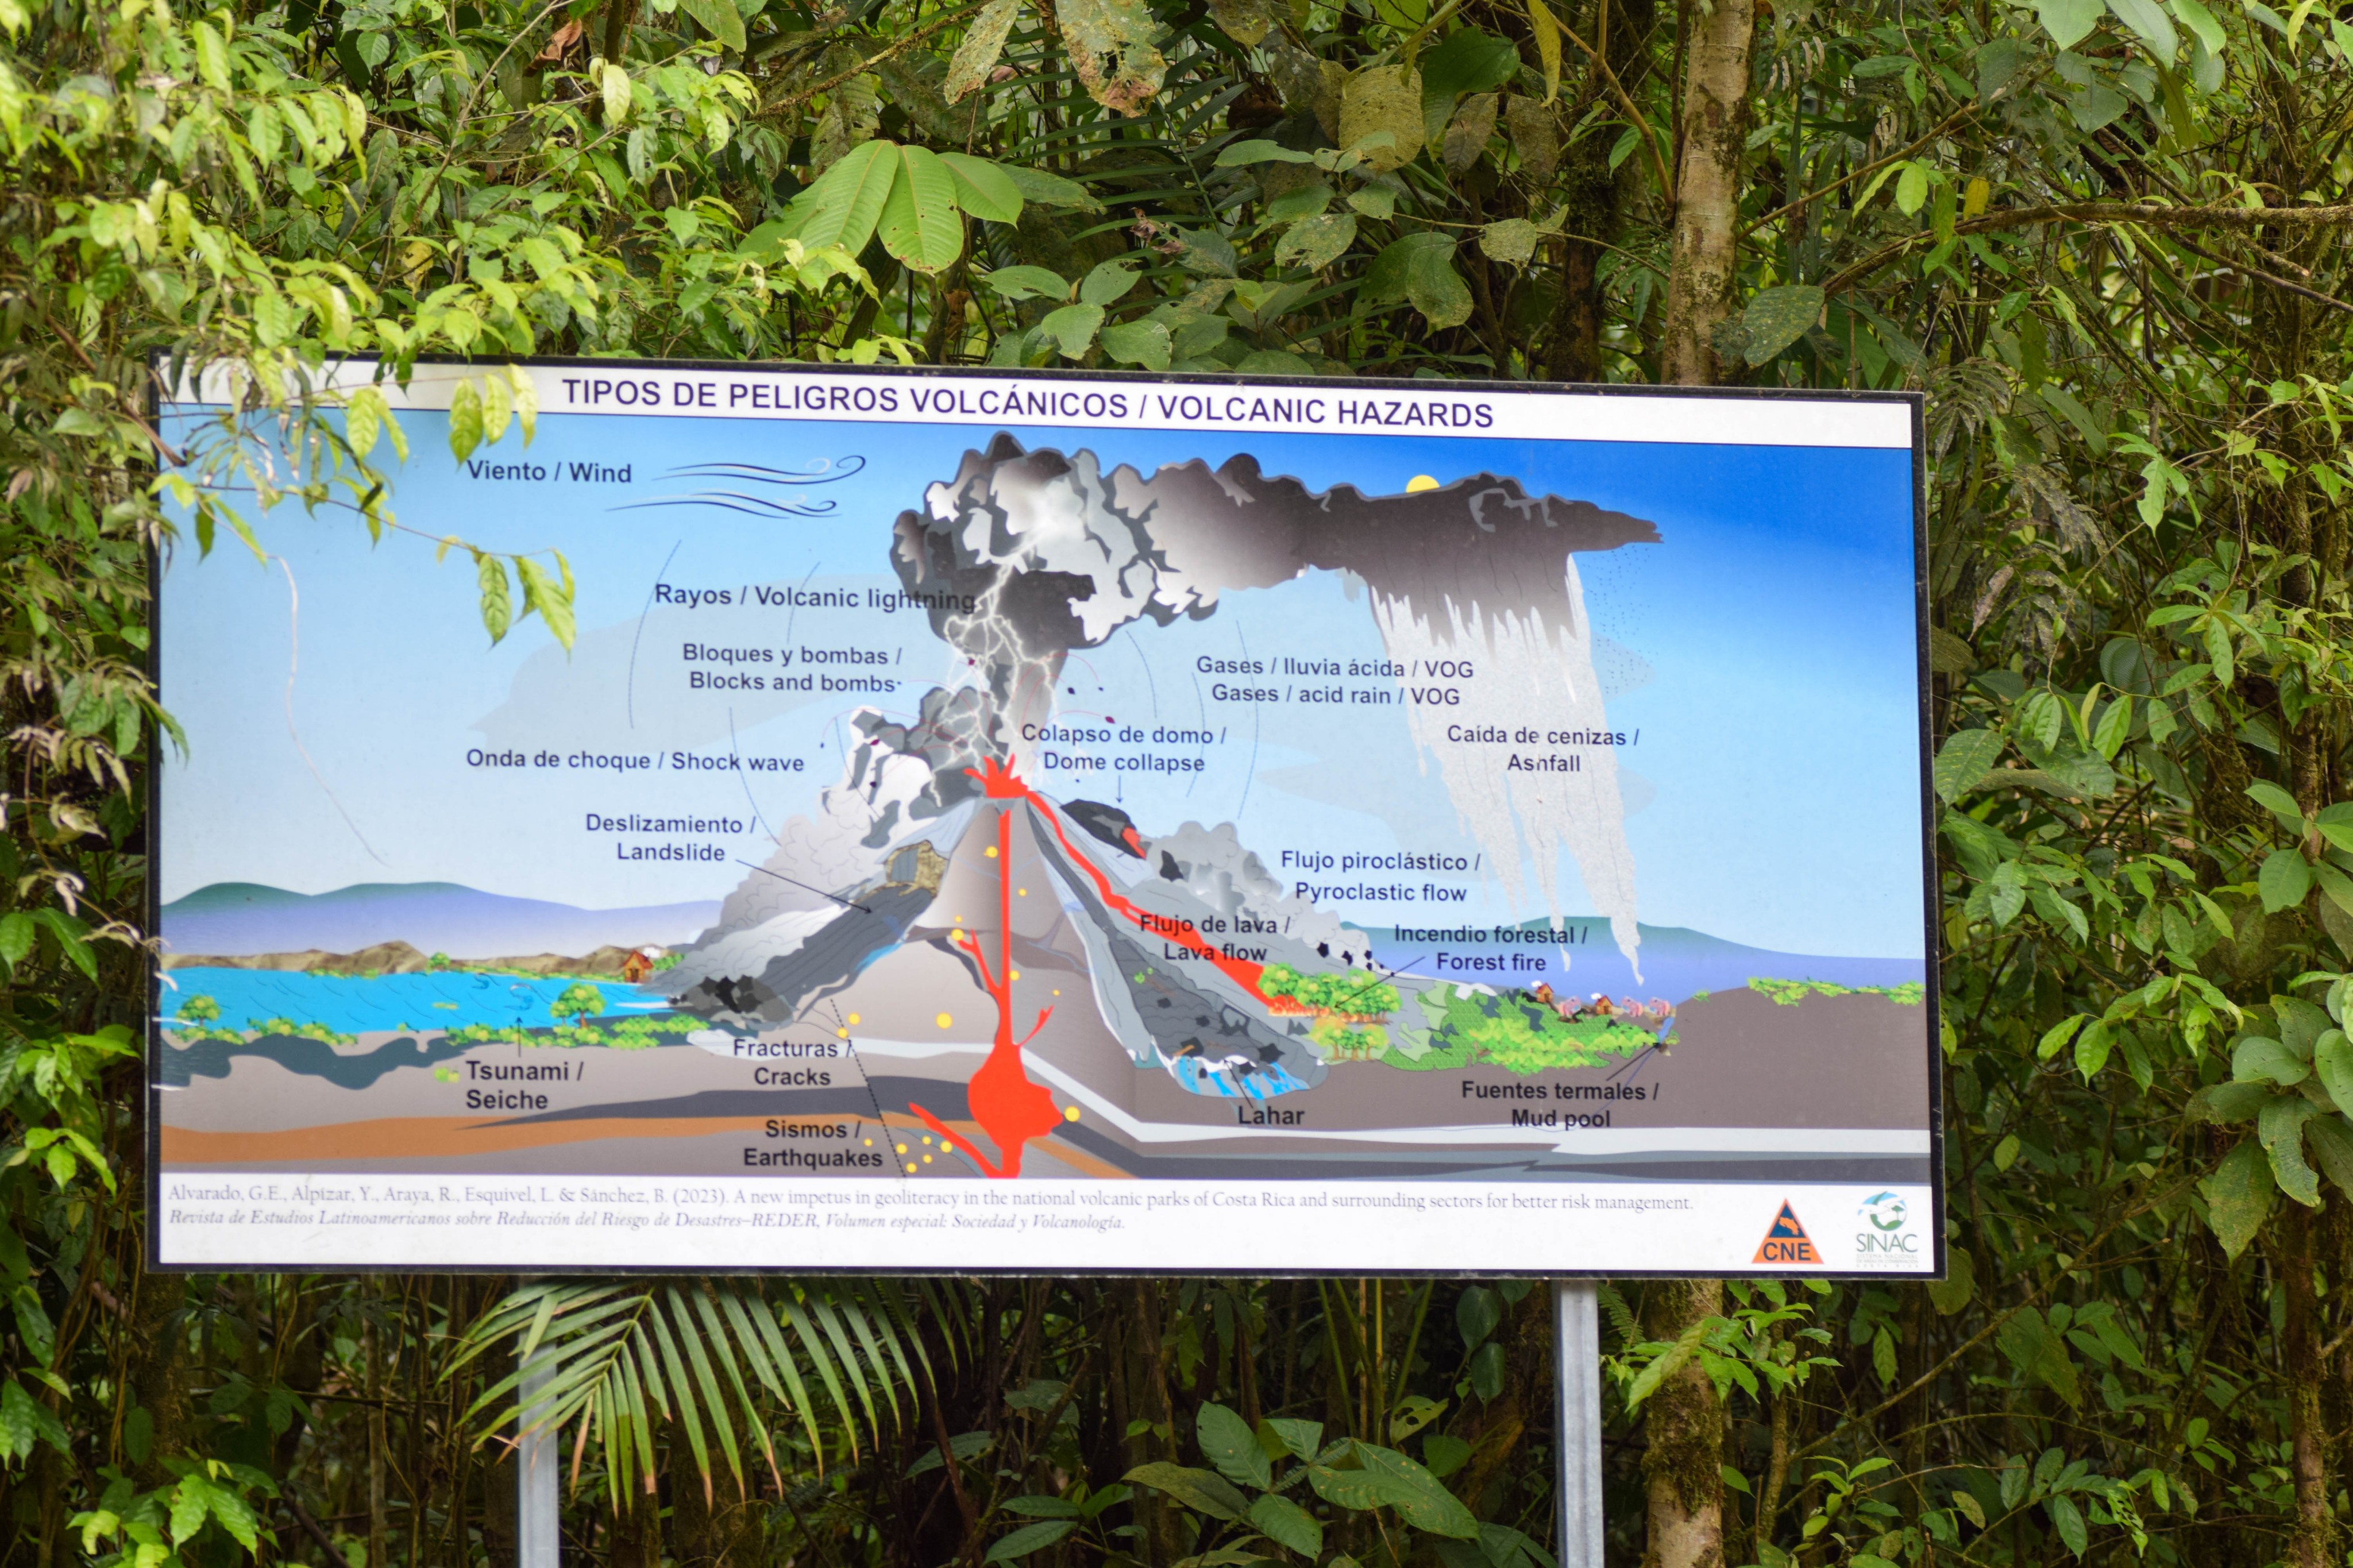 TIPOS DE PELIGROS VOLCÁNICOS / VOLCANIC HAZARDS
Viento / Wind
Rayos / Volcanic lightning
Bloques y bombas /
Blocks and bombs
Gases / lluvia ácida / VOG
Gases / acid rain / VOG
Onda de choque / Shock wave
Colapso de domo /
Dome collapse
Caída de cenizas /
Ashfall
Deslizamiento /
Landslide
Flujo piroclástico /
Pyroclastic flow
Flujo de lava /
Lava flow
Incendio forestal /
Forest fire
Tsunami /
Seiche
Fracturas /
Cracks
Sismos /
Earthquakes
Lahar
Fuentes termales /
Mud pool
Alvarado, G.E., Alpízar, Y., Araya, R., Esquivel, L. & Sánchez, B. (2023). A new impetus in geoliteracy in the national volcanic parks of Costa Rica and surrounding sectors for better risk management.
Revista de Estudios Latinoamericanos sobre Reducción del Riesgo de Desastres–REDER, Volumen especial: Sociedad y Volcanología.
CNE
SINAC